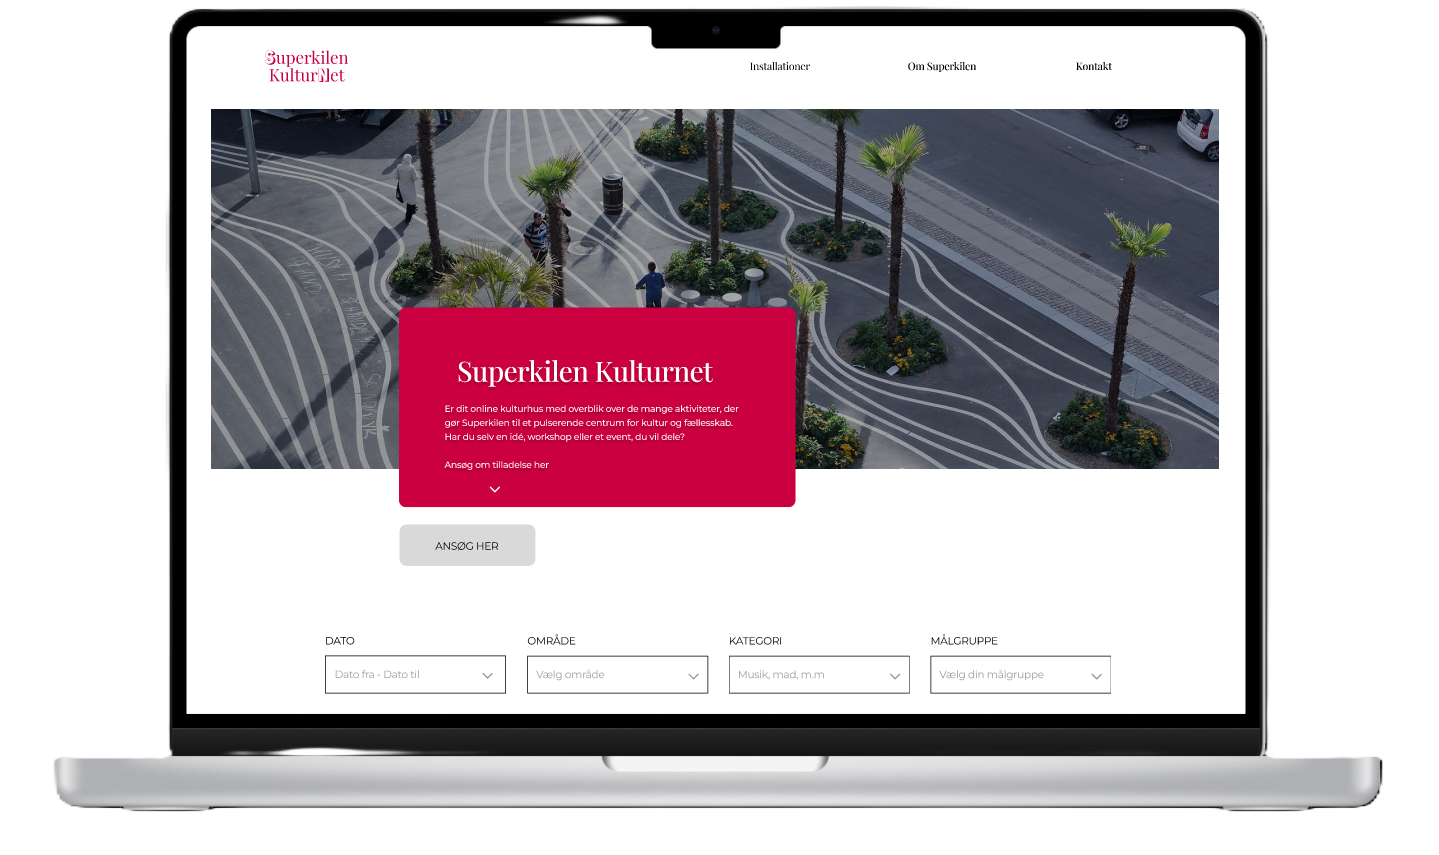 Superkilen
KulturNet
Installationer
Om Superkilen
Kontakt
Superkilen Kulturnet
Er dit online kulturhus med overblik over de mange aktiviteter, der
gør Superkilen til et pulserende centrum for kultur og fællesskab.
Har du selv en idé, workshop eller et event, du vil dele?
Ansøg om tilladelse her
ANSØG HER
DATO
OMRÅDE
KATEGORI
MÅLGRUPPE
Dato fra - Dato til
Vælg område
Musik, mad, m.m
Vælg din målgruppe